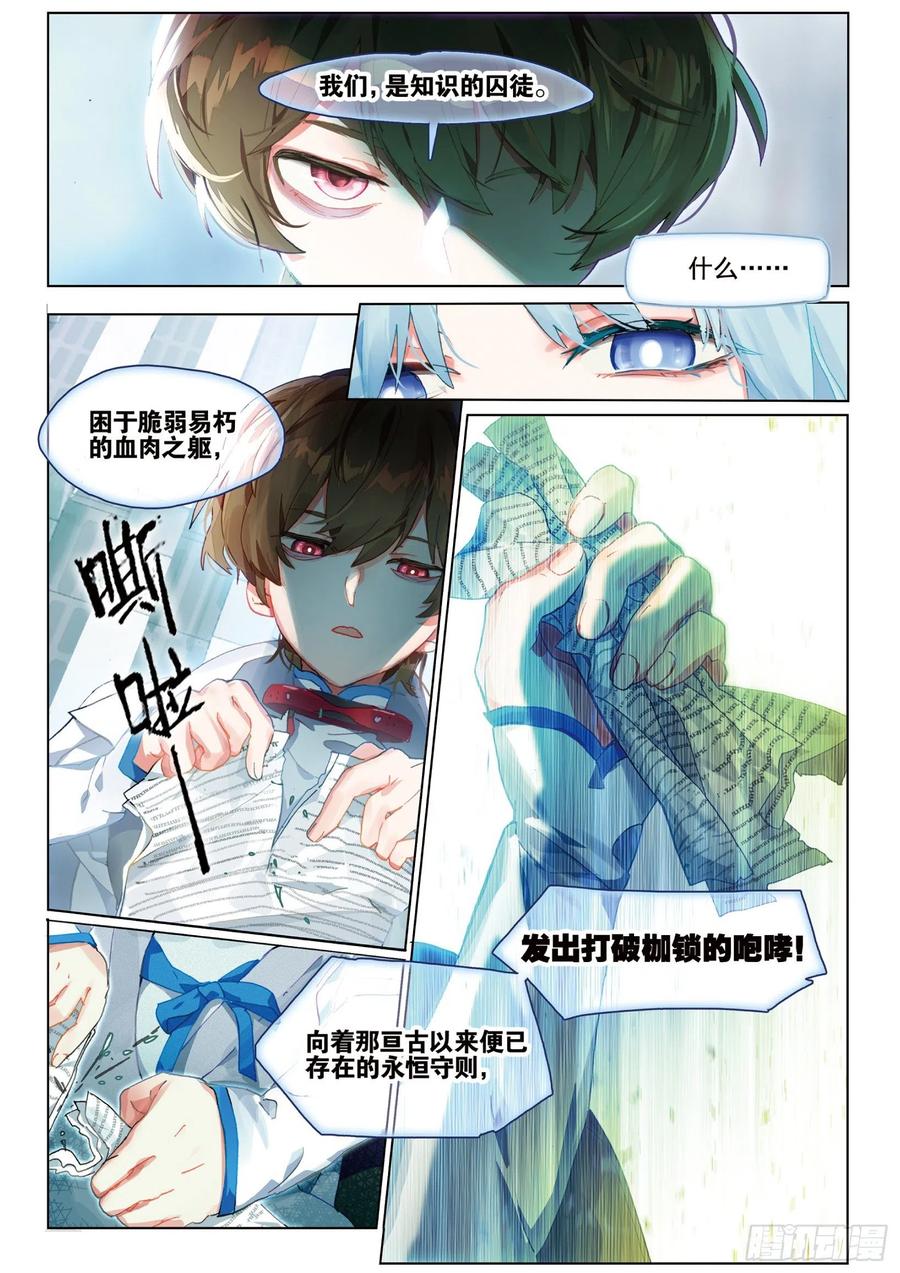 我们，是知识的囚徒。
什么……
困于脆弱易朽
的血肉之躯，
嘶啦——
向着那亘古以来便已
存在的永恒守则，
发出打破枷锁的咆哮！
腾讯动漫